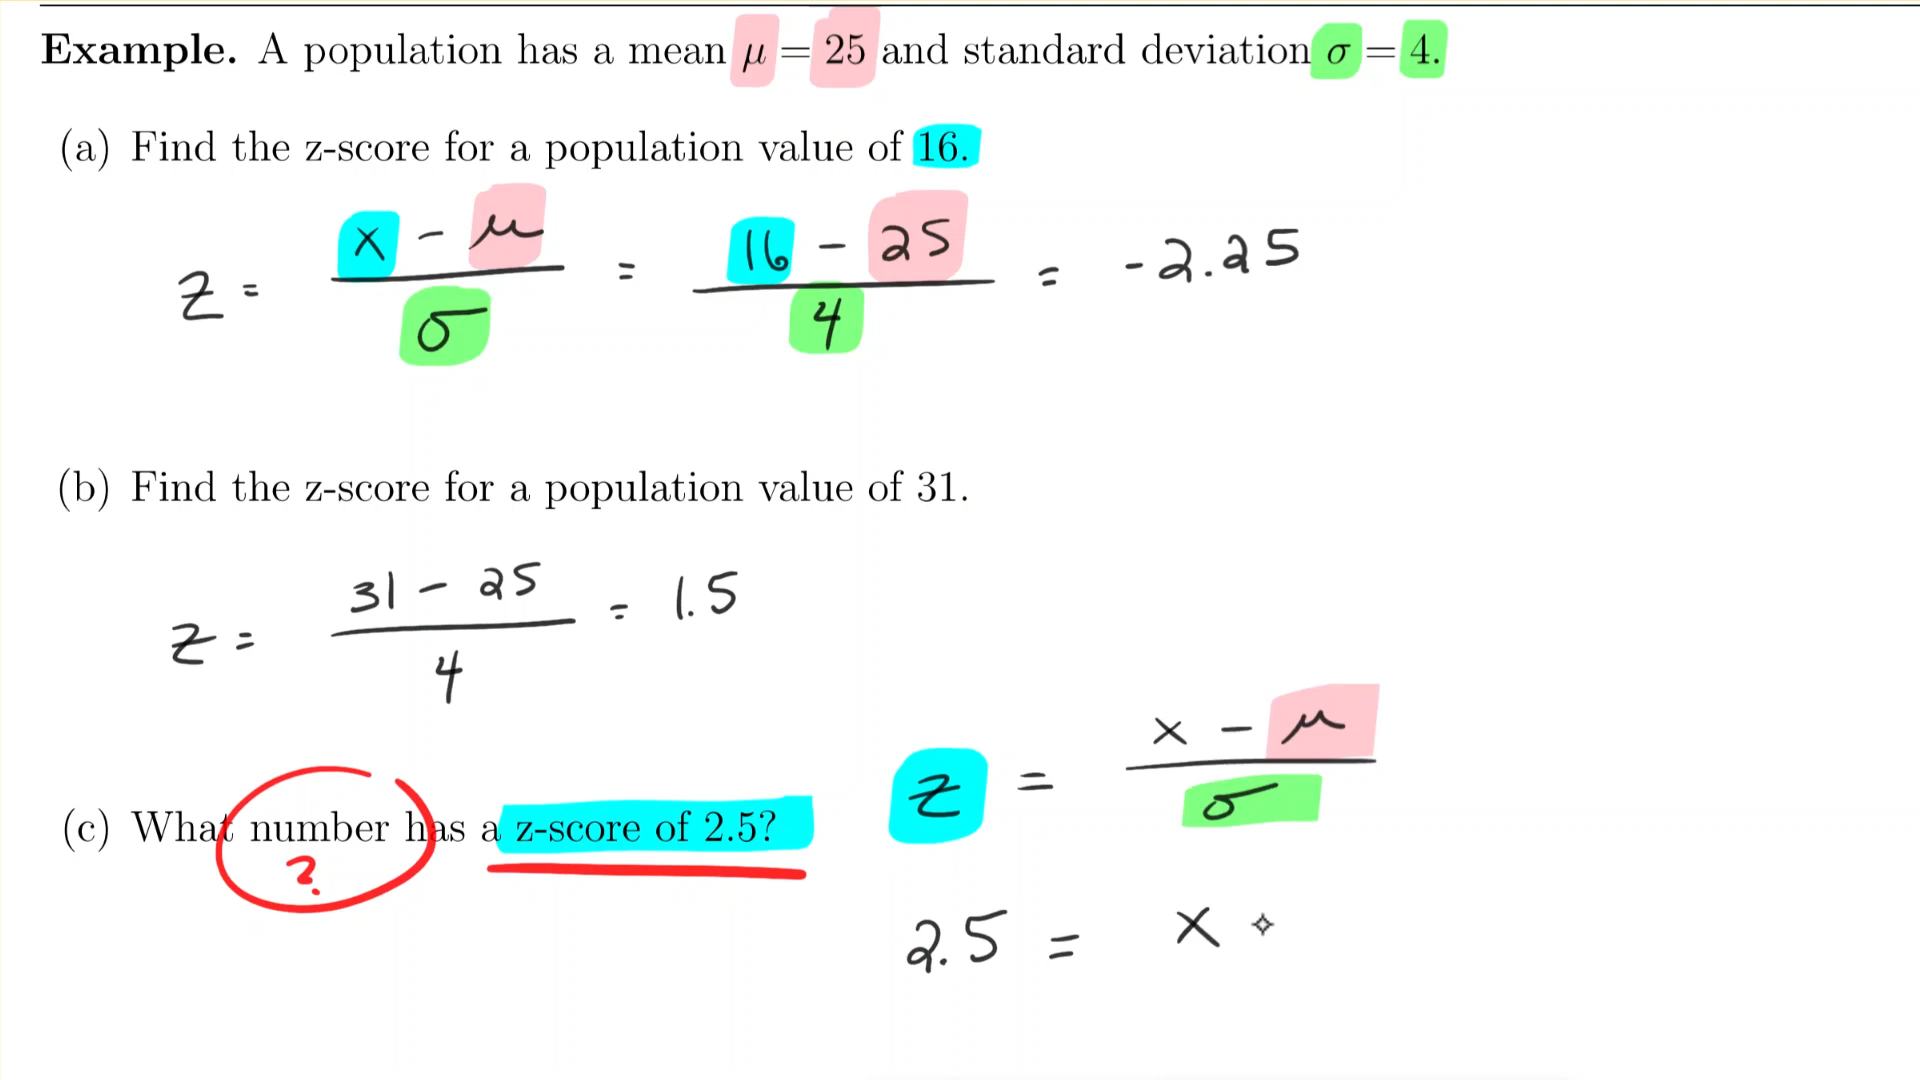 Example. A population has a mean μ = 25 and standard deviation σ = 4.
(a) Find the z-score for a population value of 16.
z = (x - μ)/σ = (16 - 25)/4 = -2.25
(b) Find the z-score for a population value of 31.
z = (31 - 25)/4 = 1.5
(c) What number has a z-score of 2.5?
?
z = (x - μ)/σ
2.5 = x